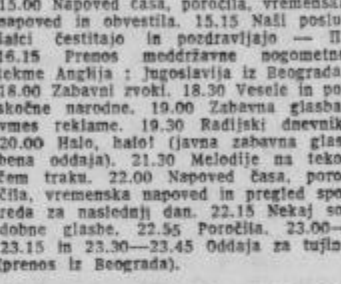 15.00 Napoved časa, poročila, vremenska
napoved in obvestila. 15.15 Naši poslu
šalci čestitajo in pozdravljajo — II
16.15 Prenos meddržavne nogometne
tekme Anglija : Jugoslavija iz Beograda
18.00 Zabavni zvoki. 18.30 Vesele in po
skočne narodne. 19.00 Zabavna glasba
vmes reklame. 19.30 Radijski dnevnik
20.00 Halo, halo! (javna zabavna glas
bena oddaja). 21.30 Melodije na teko
čem traku. 22.00 Napoved časa, poro
čila, vremenska napoved in pregled spo
reda za naslednji dan. 22.15 Nekaj so
dobne glasbe. 22.55 Poročila. 23.00—
23.15 in 23.30—23.45 Oddaja za tujin
(prenos iz Beograda).